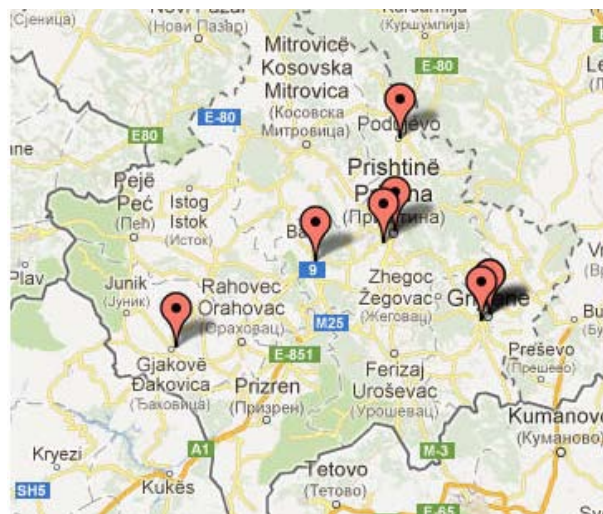 (Сјеница)
(Нови Пазар)
(Куршумлија)
Mitrovicë
Kosovska
Mitrovica
(Косовска
Митровица)
E-80
E-80
E80
Prishtinë
Pejë
Peć
(Пећ)
Istog
Istok
(Исток)
9
Plav
Junik
(Јуник)
Rahovec
Orahovac
(Ораховац)
Zhegoc
Žegovac
(Жеговац)
M25
E-851
Gjakovë
Đakovica
(Ђаковица)
Prizren
(Призрен)
Ferizaj
Uroševac
(Урошевац)
Preševo
(Прешево)
Kumanovo
(Куманово)
A1
M-3
Kryezi
Kukës
SH5
Tetovo
(Тетово)
E-65